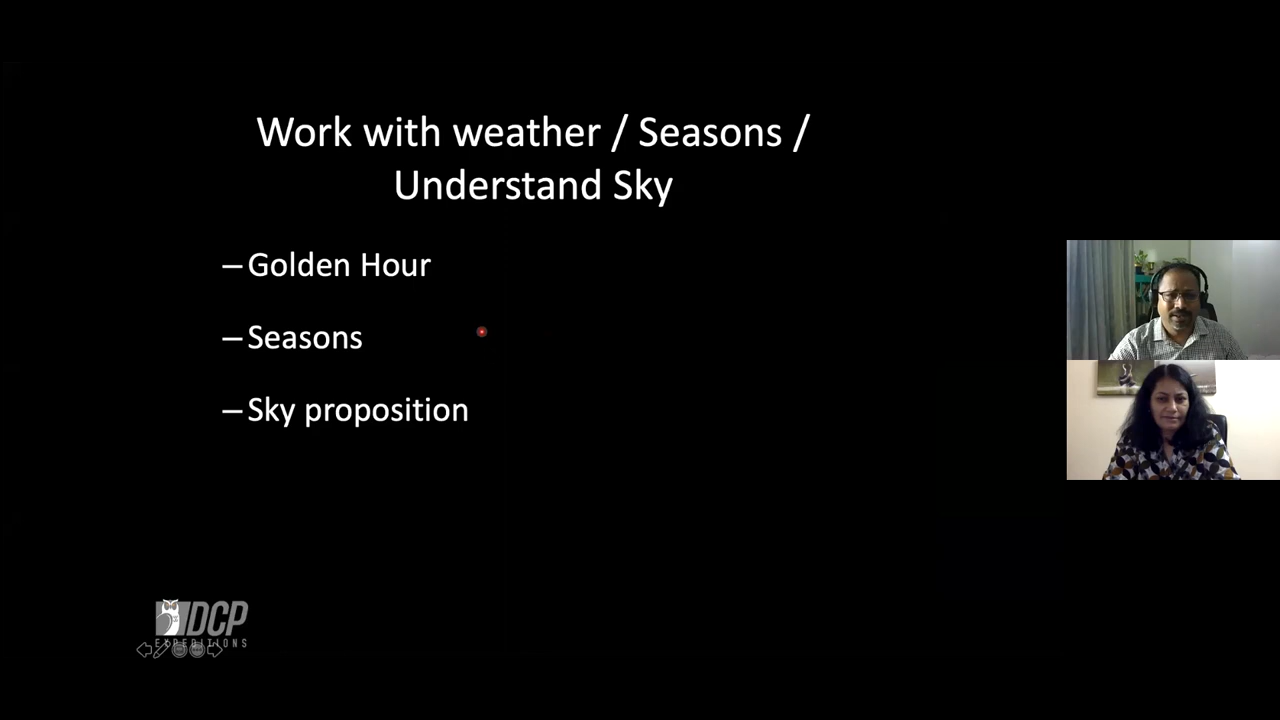 Work with weather / Seasons /
Understand Sky
– Golden Hour
– Seasons
– Sky proposition
DCP
EXPEDITIONS